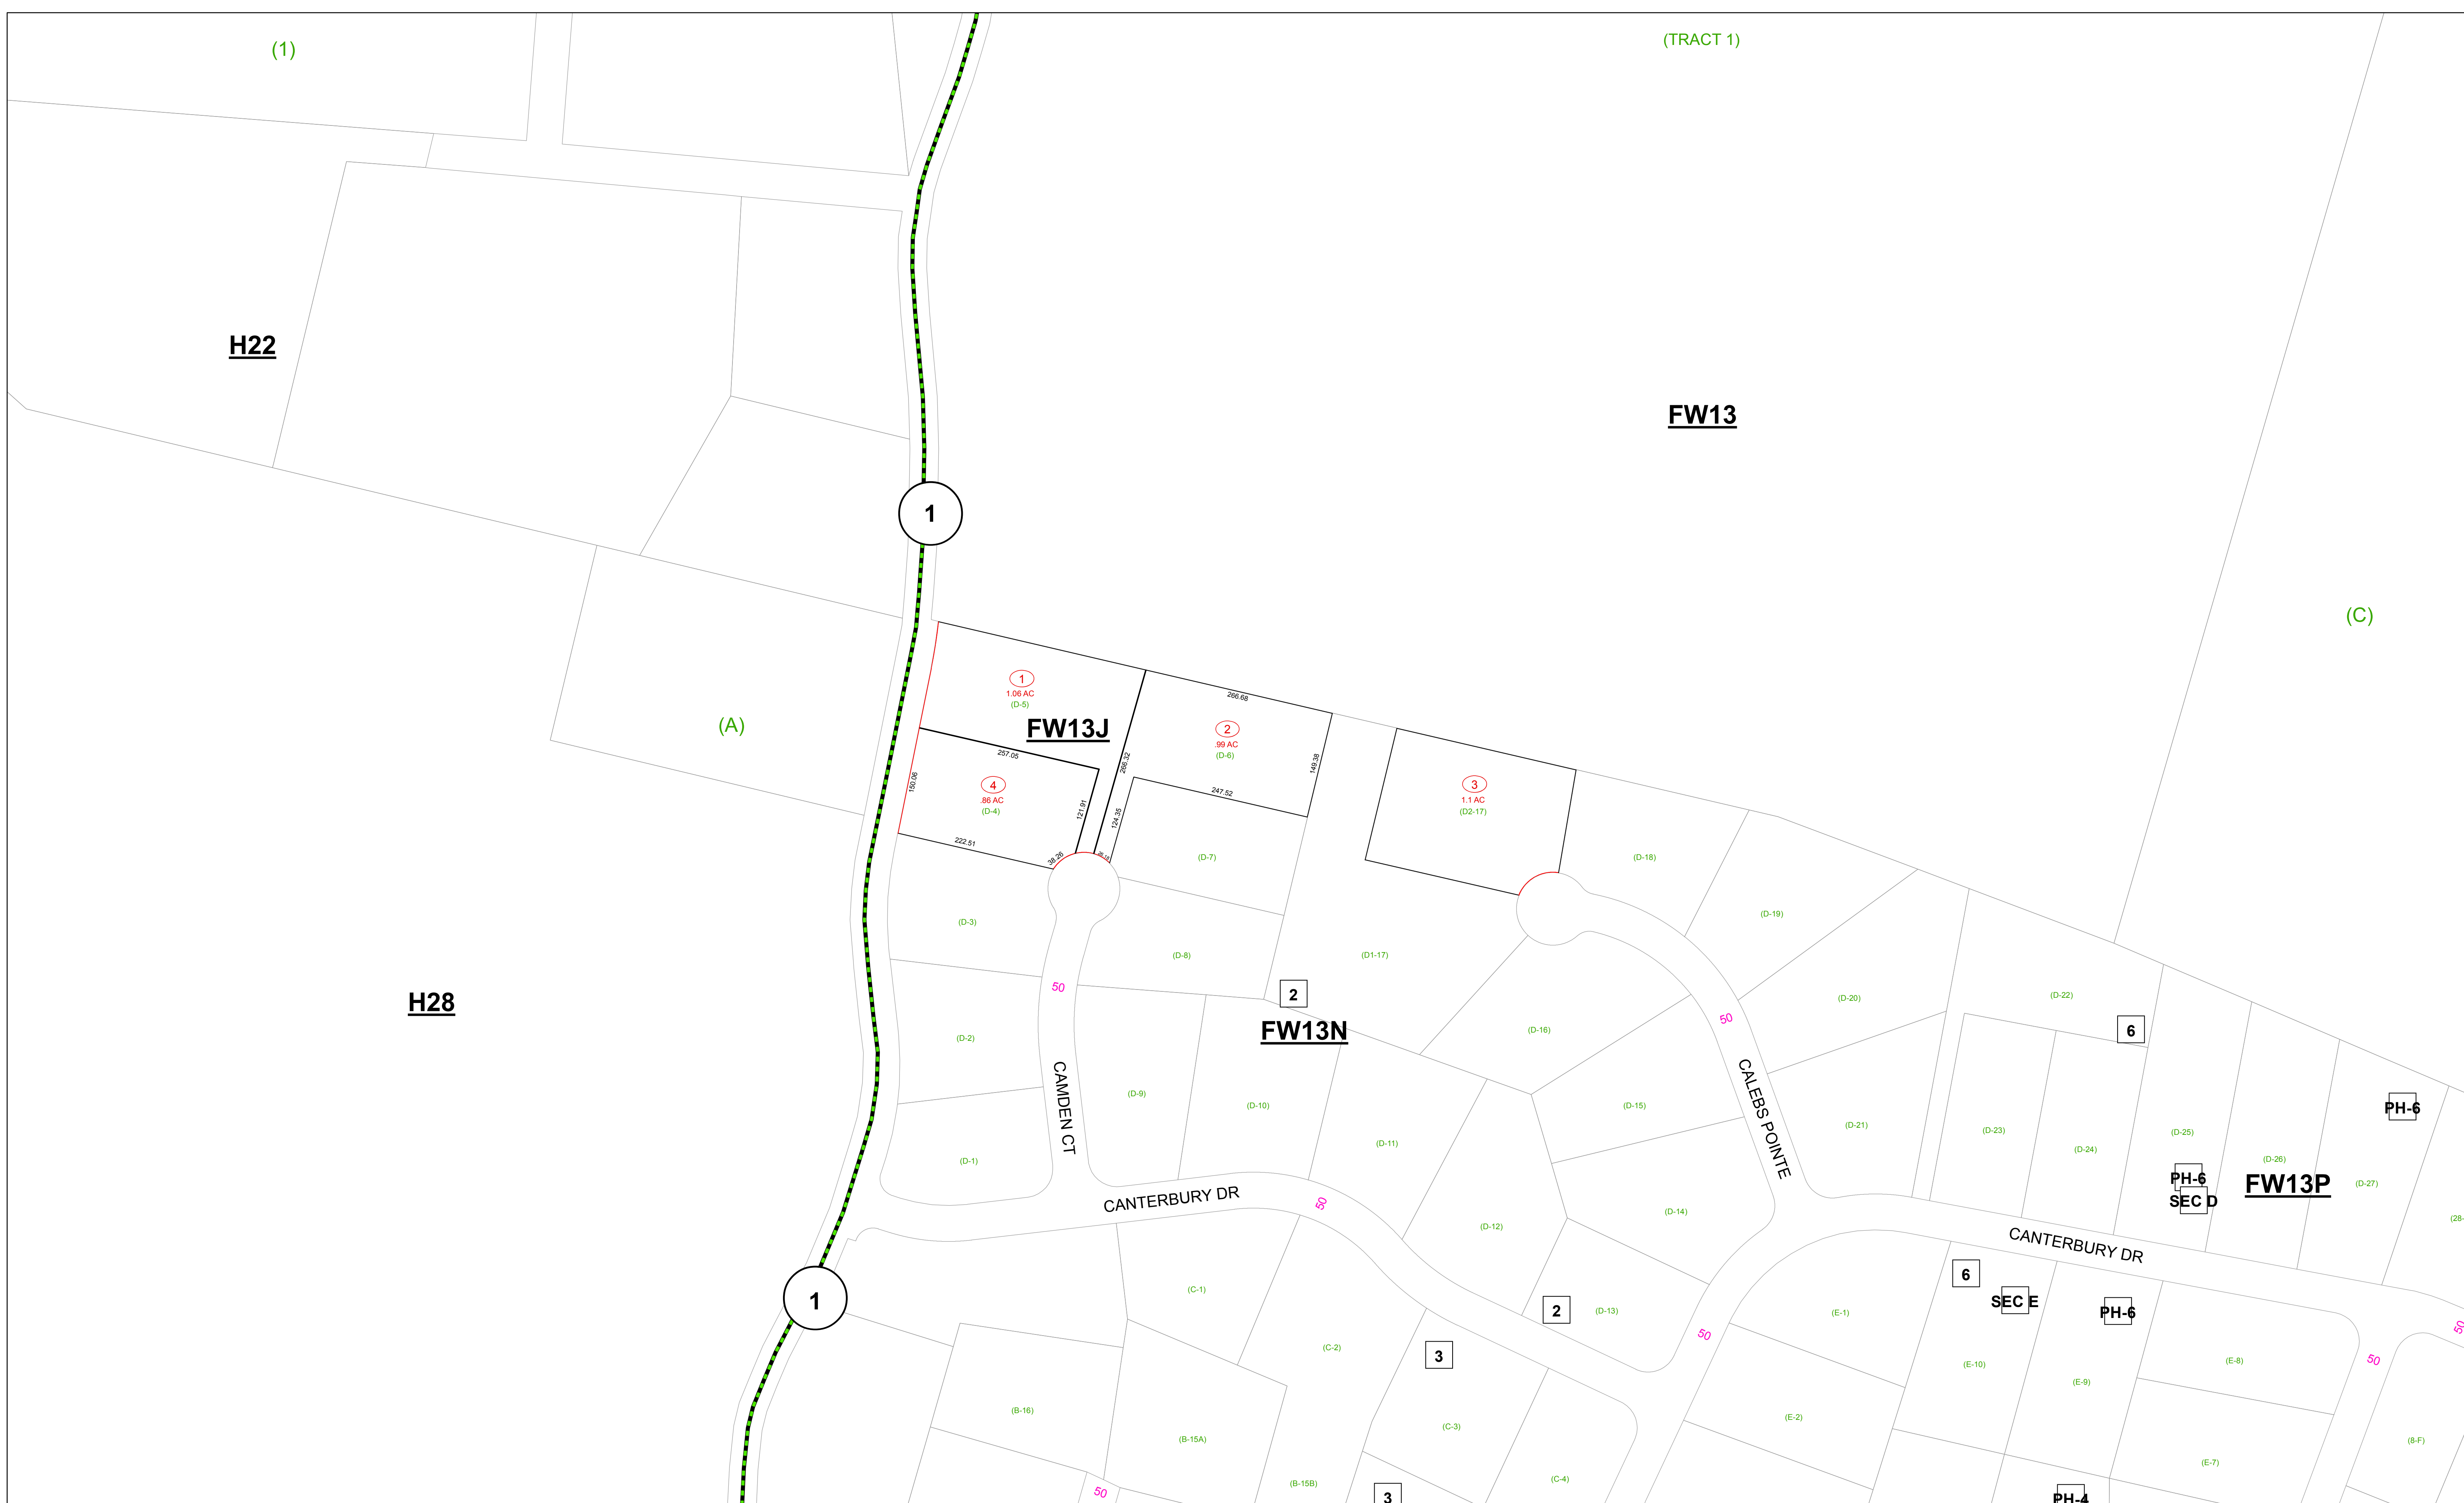 (1)
(TRACT 1)
H22
FW13
1
(C)
1
1.06 AC
(D-5)
FW13J
266.68
2
.99 AC
(D-6)
(A)
257.05
266.32
149.38
150.06
4
.86 AC
(D-4)
121.91
124.35
247.52
3
1.1 AC
(D2-17)
222.51
38.26
(D-7)
(D-18)
(D-3)
(D-19)
(D-8)
(D1-17)
50
2
H28
FW13N
(D-20)
(D-22)
50
6
(D-2)
(D-16)
CAMDEN CT
CALEBS POINTE
(D-9)
(D-10)
(D-15)
PH-6
(D-11)
(D-21)
(D-23)
(D-24)
(D-25)
(D-1)
(D-26)
PH-6
FW13P
(D-27)
CANTERBURY DR
50
SEC D
(D-12)
(D-14)
(28-
CANTERBURY DR
6
SEC E
PH-6
(C-1)
1
2
(D-13)
(E-1)
50
50
(C-2)
3
50
(E-10)
(E-8)
(E-9)
(B-16)
(E-2)
(C-3)
(B-15A)
(8-F)
(E-7)
(C-4)
(B-15B)
50
3
PH-4